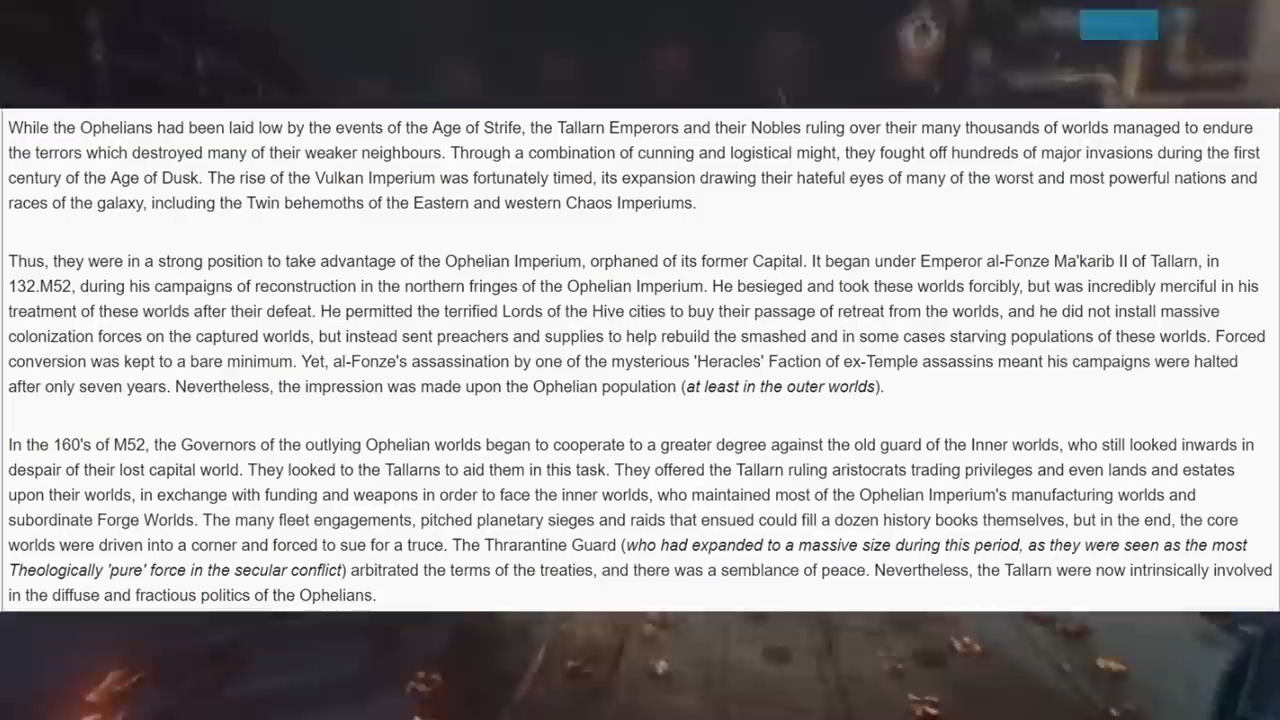 While the Ophelians had been laid low by the events of the Age of Strife, the Tallarn Emperors and their Nobles ruling over their many thousands of worlds managed to endure
the terrors which destroyed many of their weaker neighbours. Through a combination of cunning and logistical might, they fought off hundreds of major invasions during the first
century of the Age of Dusk. The rise of the Vulkan Imperium was fortunately timed, its expansion drawing their hateful eyes of many of the worst and most powerful nations and
races of the galaxy, including the Twin behemoths of the Eastern and western Chaos Imperiums.
Thus, they were in a strong position to take advantage of the Ophelian Imperium, orphaned of its former Capital. It began under Emperor al-Fonze Ma'karib II of Tallarn, in
132.M52, during his campaigns of reconstruction in the northern fringes of the Ophelian Imperium. He besieged and took these worlds forcibly, but was incredibly merciful in his
treatment of these worlds after their defeat. He permitted the terrified Lords of the Hive cities to buy their passage of retreat from the worlds, and he did not install massive
colonization forces on the captured worlds, but instead sent preachers and supplies to help rebuild the smashed and in some cases starving populations of these worlds. Forced
conversion was kept to a bare minimum. Yet, al-Fonze's assassination by one of the mysterious 'Heracles' Faction of ex-Temple assassins meant his campaigns were halted
after only seven years. Nevertheless, the impression was made upon the Ophelian population (at least in the outer worlds).
In the 160's of M52, the Governors of the outlying Ophelian worlds began to cooperate to a greater degree against the old guard of the Inner worlds, who still looked inwards in
despair of their lost capital world. They looked to the Tallarns to aid them in this task. They offered the Tallarn ruling aristocrats trading privileges and even lands and estates
upon their worlds, in exchange with funding and weapons in order to face the inner worlds, who maintained most of the Ophelian Imperium's manufacturing worlds and
subordinate Forge Worlds. The many fleet engagements, pitched planetary sieges and raids that ensued could fill a dozen history books themselves, but in the end, the core
worlds were driven into a corner and forced to sue for a truce. The Thrarantine Guard (who had expanded to a massive size during this period, as they were seen as the most
Theologically 'pure' force in the secular conflict) arbitrated the terms of the treaties, and there was a semblance of peace. Nevertheless, the Tallarn were now intrinsically involved
in the diffuse and fractious politics of the Ophelians.